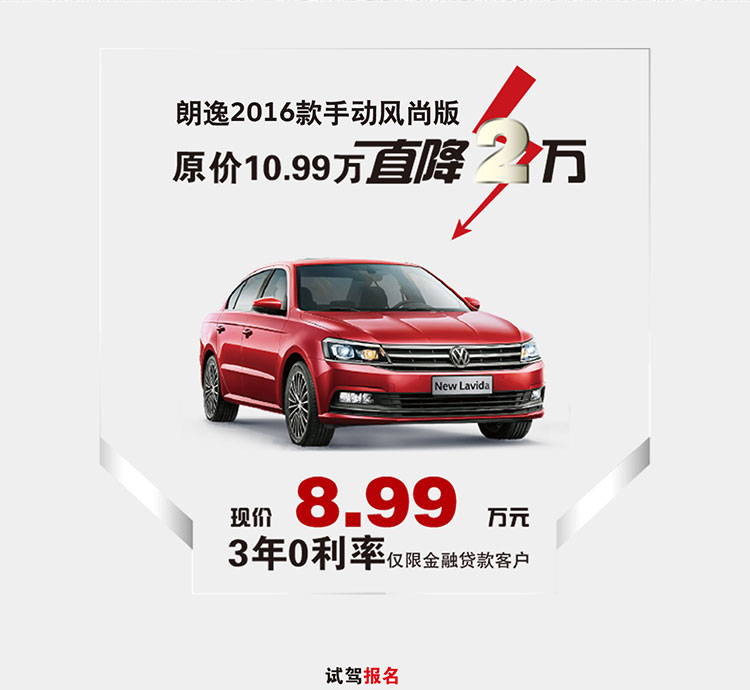 朗逸2016款手动风尚版
原价10.99万直降2万
New Lavida
现价 8.99 万元
3年0利率仅限金融贷款客户
试驾报名